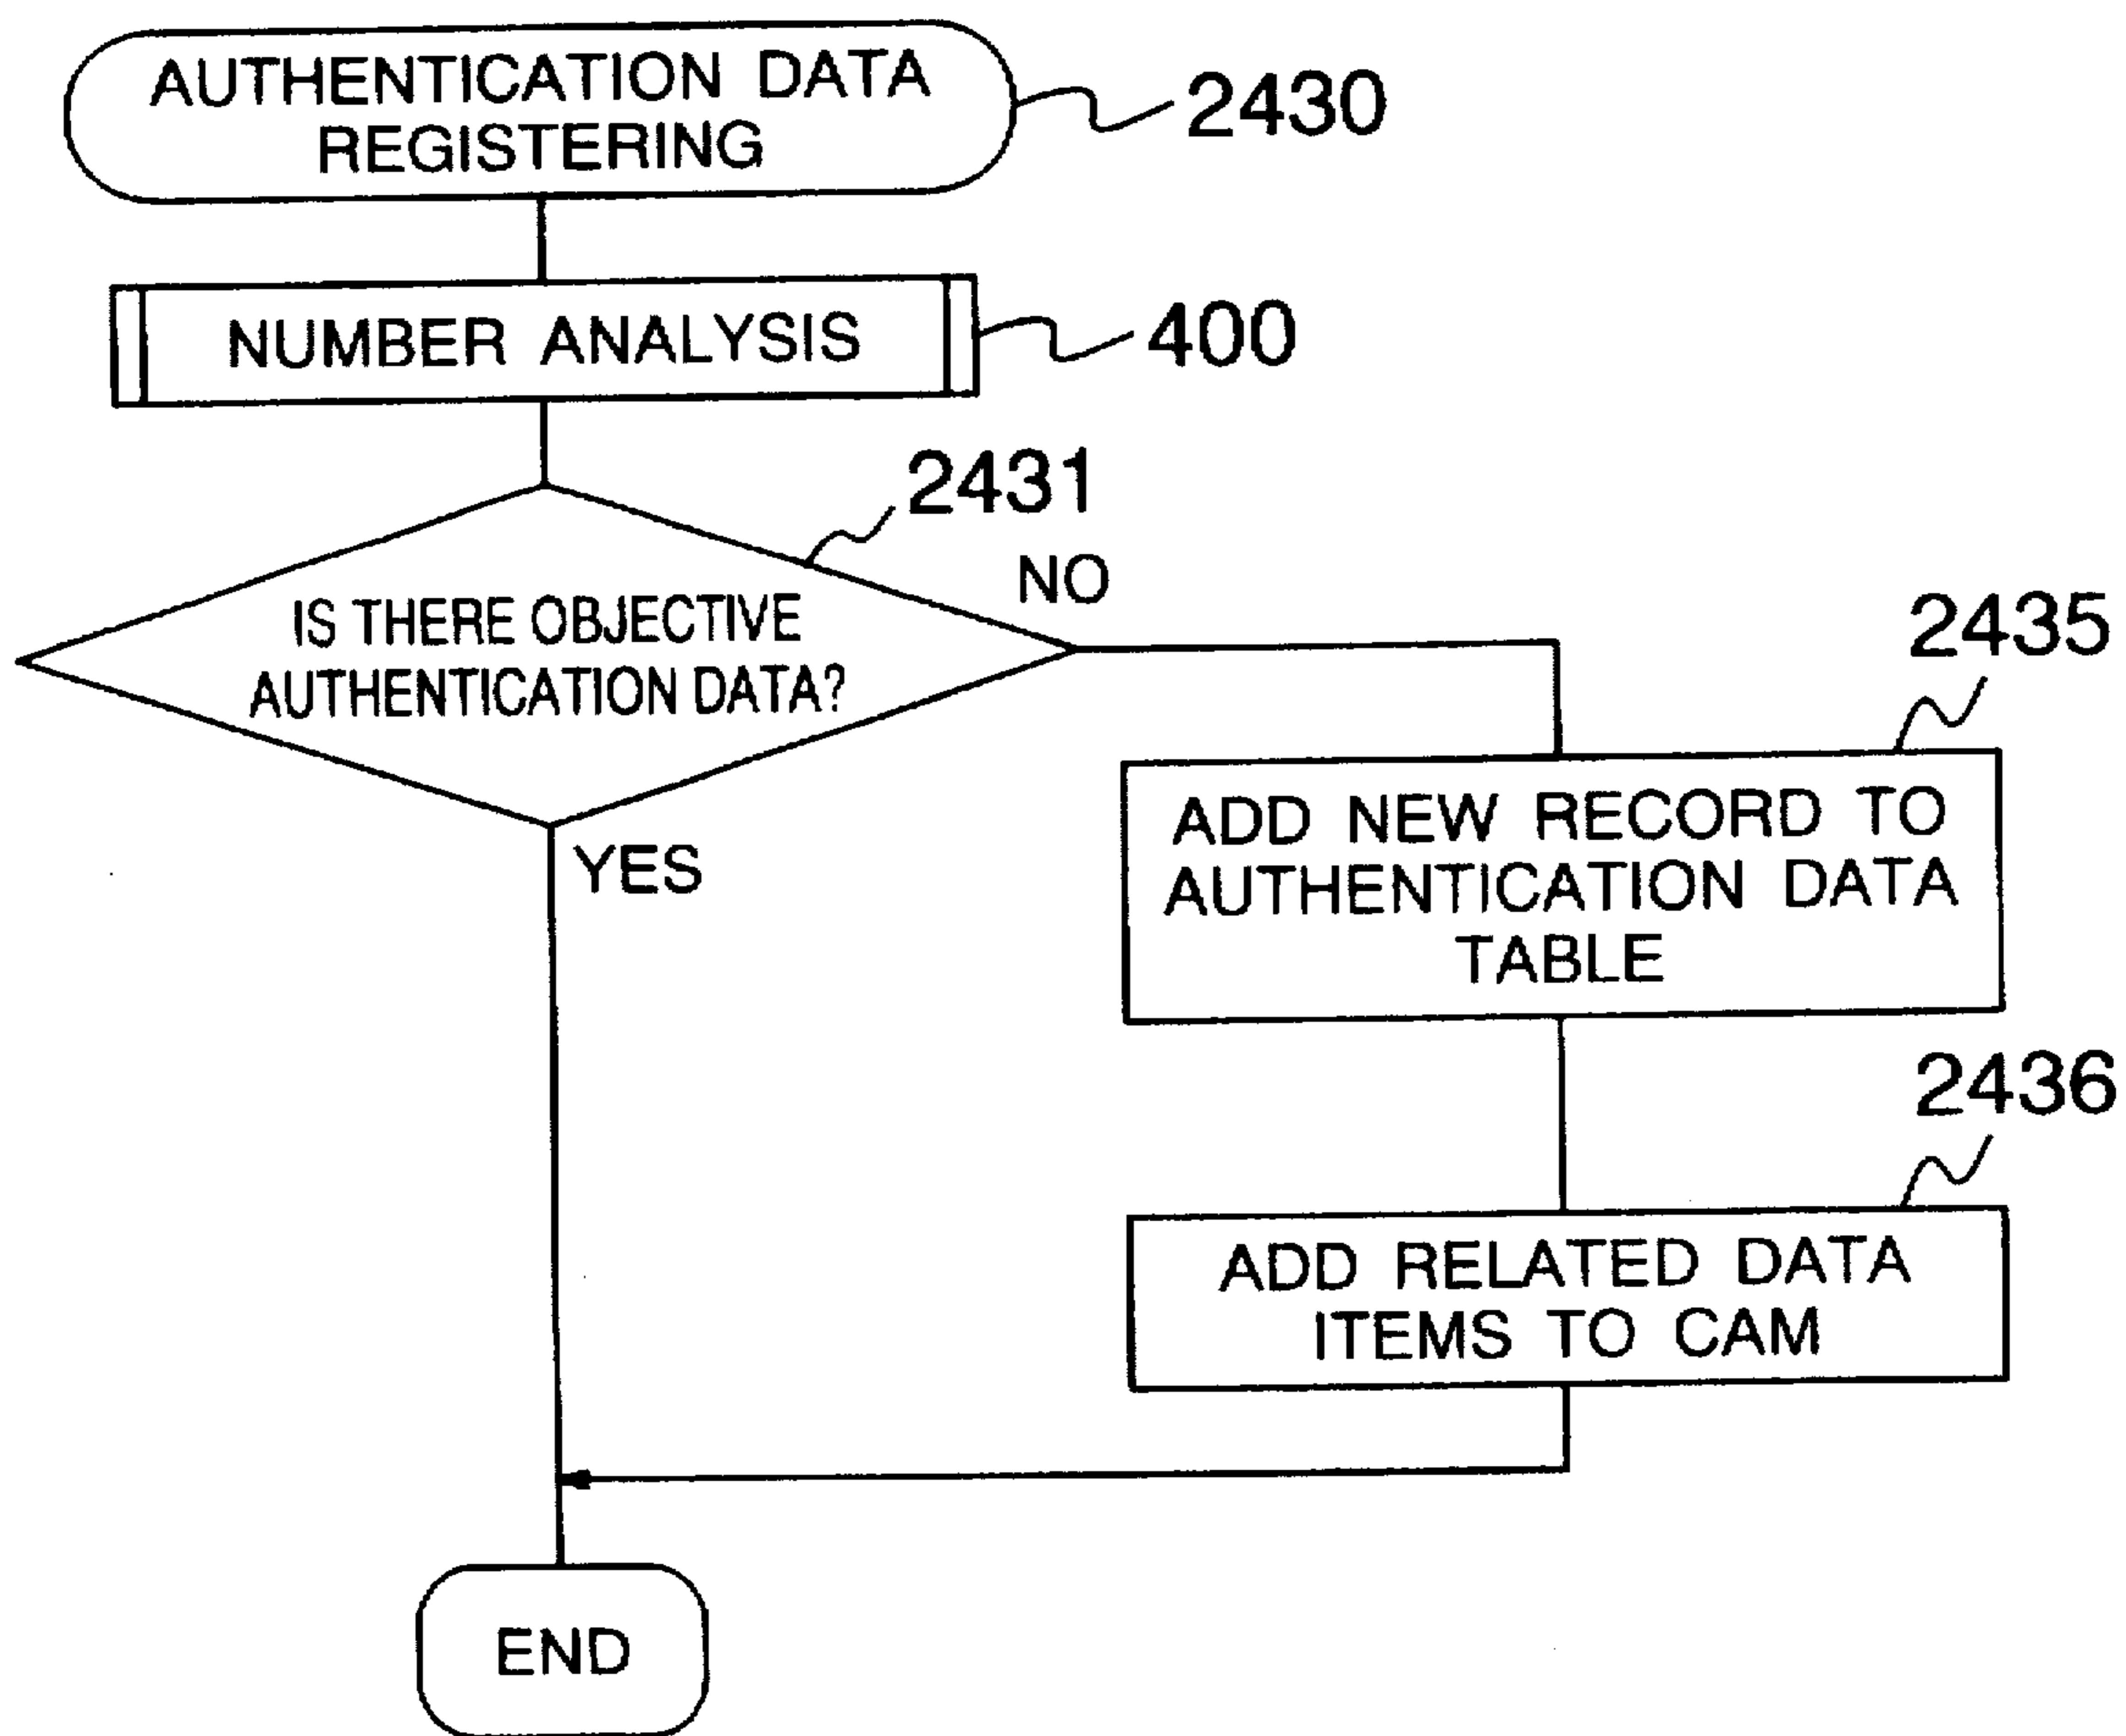 AUTHENTICATION DATA
REGISTERING
2430
NUMBER ANALYSIS
400
2431
IS THERE OBJECTIVE
AUTHENTICATION DATA?
NO
YES
2435
ADD NEW RECORD TO
AUTHENTICATION DATA
TABLE
2436
ADD RELATED DATA
ITEMS TO CAM
END